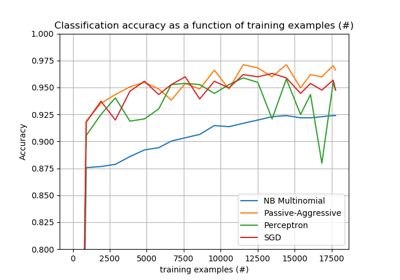 Classification accuracy as a function of training examples (#)
1.000
0.975
0.950
0.925
0.900
0.875
0.850
0.825
0.800
Accuracy
NB Multinomial
Passive-Aggressive
Perceptron
SGD
0 2500 5000 7500 10000 12500 15000 17500
training examples (#)